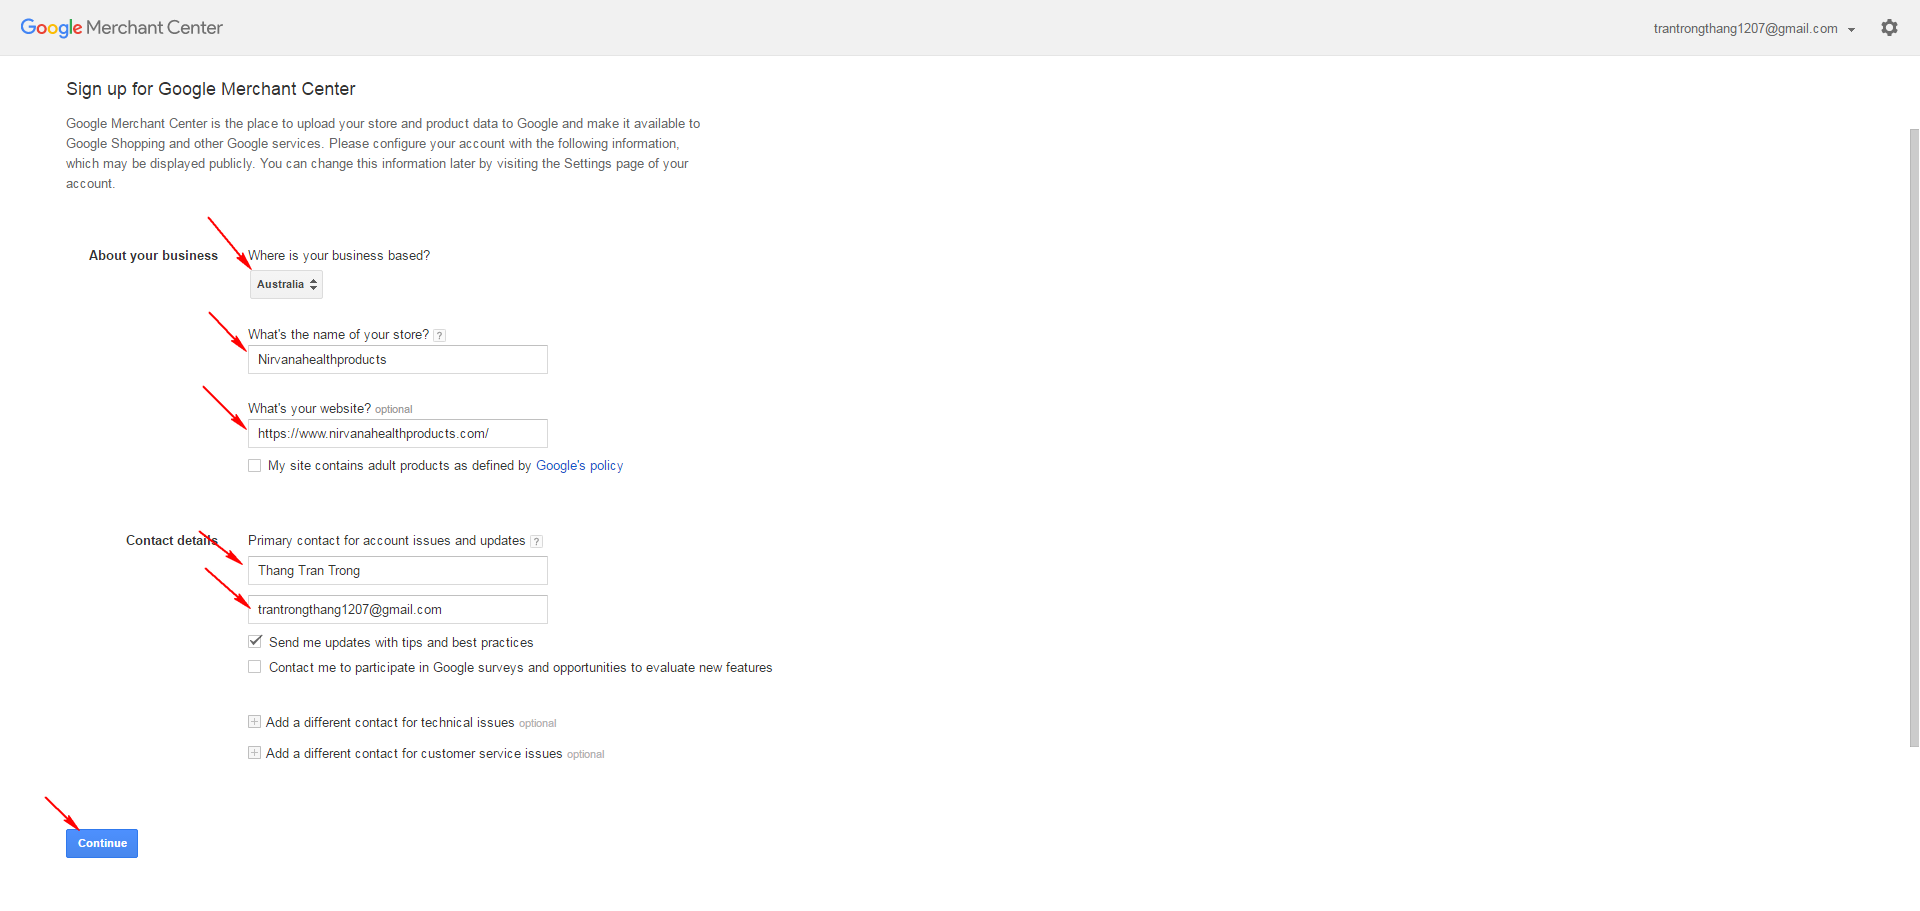 Google Merchant Center
trantrongthang1207@gmail.com
Sign up for Google Merchant Center
Google Merchant Center is the place to upload your store and product data to Google and make it available to
Google Shopping and other Google services. Please configure your account with the following information,
which may be displayed publicly. You can change this information later by visiting the Settings page of your
account.
About your business
Where is your business based?
Australia
What's the name of your store? ?
Nirvanahealthproducts
What's your website? optional
https://www.nirvanahealthproducts.com/
My site contains adult products as defined by Google's policy
Contact details
Primary contact for account issues and updates ?
Thang Tran Trong
trantrongthang1207@gmail.com
Send me updates with tips and best practices
Contact me to participate in Google surveys and opportunities to evaluate new features
Add a different contact for technical issues optional
Add a different contact for customer service issues optional
Continue